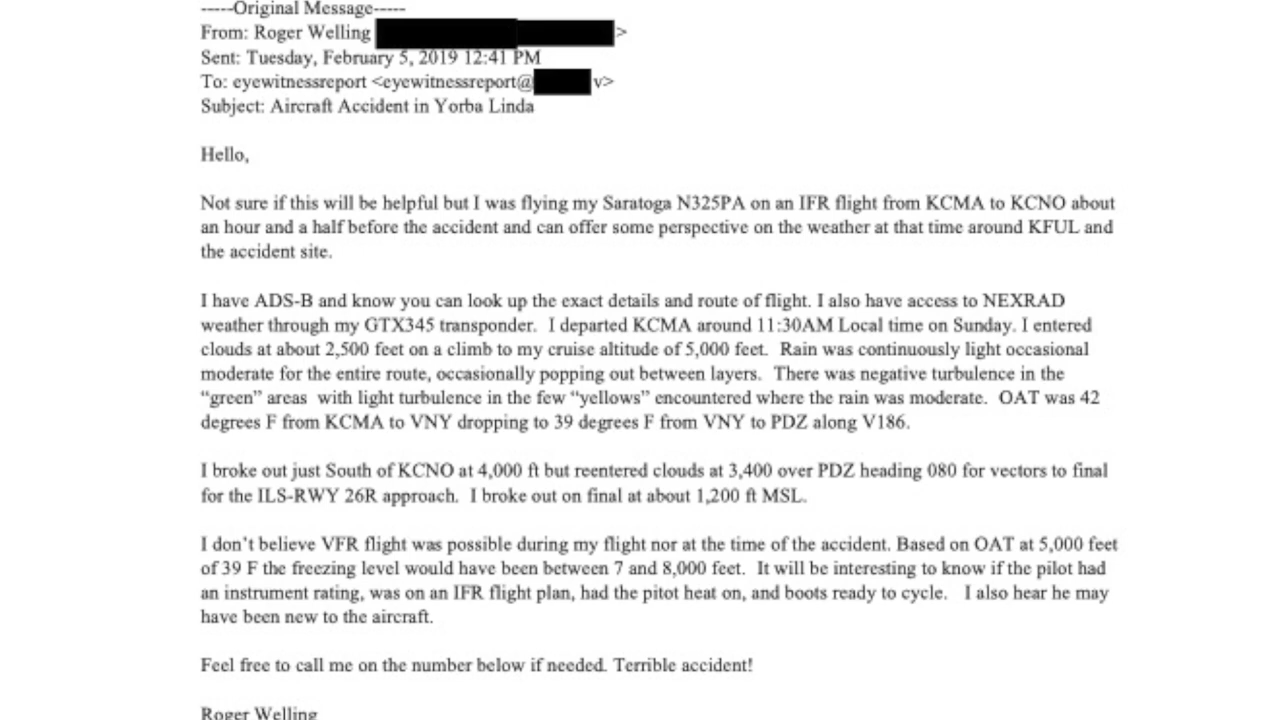 -----Original Message-----
From: Roger Welling >
Sent: Tuesday, February 5, 2019 12:41 PM
To: eyewitnessreport <eyewitnessreport@ v>
Subject: Aircraft Accident in Yorba Linda
Hello,
Not sure if this will be helpful but I was flying my Saratoga N325PA on an IFR flight from KCMA to KCNO about
an hour and a half before the accident and can offer some perspective on the weather at that time around KFUL and
the accident site.
I have ADS-B and know you can look up the exact details and route of flight. I also have access to NEXRAD
weather through my GTX345 transponder.  I departed KCMA around 11:30AM Local time on Sunday. I entered
clouds at about 2,500 feet on a climb to my cruise altitude of 5,000 feet.  Rain was continuously light occasional
moderate for the entire route, occasionally popping out between layers.  There was negative turbulence in the
“green” areas  with light turbulence in the few “yellows” encountered where the rain was moderate.  OAT was 42
degrees F from KCMA to VNY dropping to 39 degrees F from VNY to PDZ along V186.
I broke out just South of KCNO at 4,000 ft but reentered clouds at 3,400 over PDZ heading 080 for vectors to final
for the ILS-RWY 26R approach.  I broke out on final at about 1,200 ft MSL.
I don’t believe VFR flight was possible during my flight nor at the time of the accident. Based on OAT at 5,000 feet
of 39 F the freezing level would have been between 7 and 8,000 feet.  It will be interesting to know if the pilot had
an instrument rating, was on an IFR flight plan, had the pitot heat on, and boots ready to cycle.   I also hear he may
have been new to the aircraft.
Feel free to call me on the number below if needed. Terrible accident!
Roger Welling